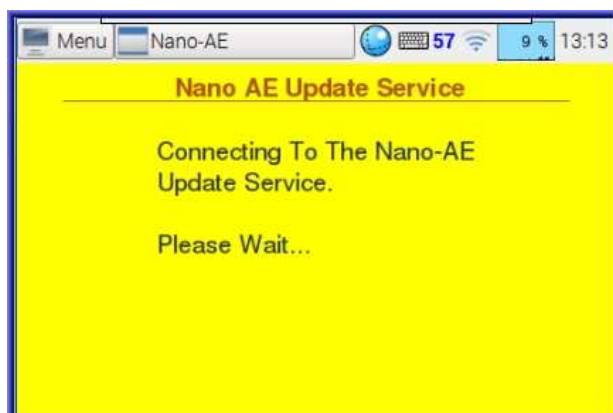 Menu Nano-AE 57 9 % 13:13
Nano AE Update Service
Connecting To The Nano-AE
Update Service.
Please Wait...